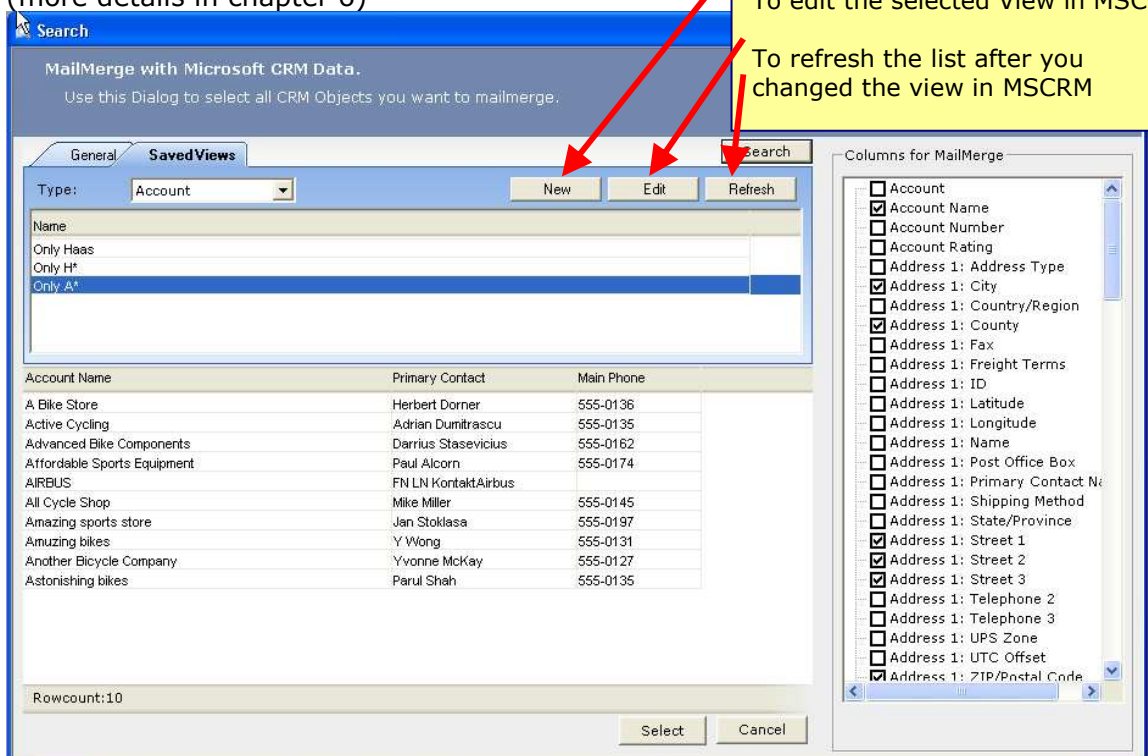 (more details in chapter 6)
To edit the selected view in MSC
To refresh the list after you
changed the view in MSCRM
Search
MailMerge with Microsoft CRM Data.
Use this Dialog to select all CRM Objects you want to mailmerge.
General
SavedViews
Search
Type:
Account
New
Edit
Refresh
Name
Only Haas
Only H*
Only A*
Account Name Primary Contact Main Phone
A Bike Store Herbert Dorner 555-0136
Active Cycling Adrian Dumitrascu 555-0135
Advanced Bike Components Darrius Stasevicius 555-0162
Affordable Sports Equipment Paul Alcorn 555-0174
AIRBUS FN LN KontaktAirbus
All Cycle Shop Mike Miller 555-0145
Amazing sports store Jan Stoklasa 555-0197
Amuzing bikes Y Wong 555-0131
Another Bicycle Company Yvonne McKay 555-0127
Astonishing bikes Parul Shah 555-0135
Rowcount:10
Select
Cancel
Columns for MailMerge
Account
Account Name
Account Number
Account Rating
Address 1: Address Type
Address 1: City
Address 1: Country/Region
Address 1: County
Address 1: Fax
Address 1: Freight Terms
Address 1: ID
Address 1: Latitude
Address 1: Longitude
Address 1: Name
Address 1: Post Office Box
Address 1: Primary Contact Na
Address 1: Shipping Method
Address 1: State/Province
Address 1: Street 1
Address 1: Street 2
Address 1: Street 3
Address 1: Telephone 2
Address 1: Telephone 3
Address 1: UPS Zone
Address 1: UTC Offset
Address 1: ZIP/Postal Code